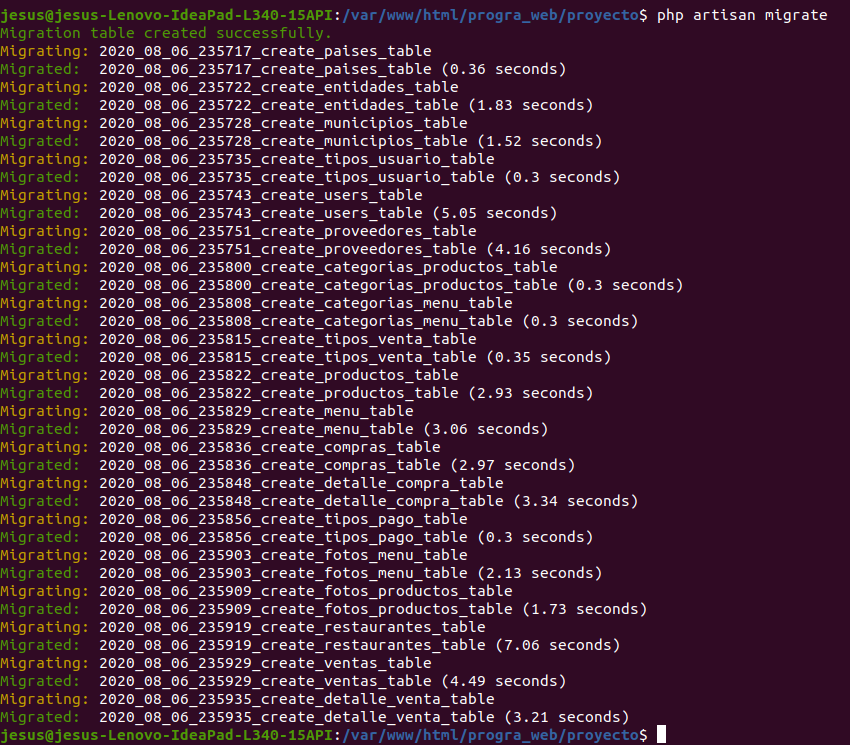 jesus@jesus-Lenovo-IdeaPad-L340-15API:/var/www/html/progra_web/proyecto$ php artisan migrate
Migration table created successfully.
Migrating: 2020_08_06_235717_create_paises_table
Migrated:  2020_08_06_235717_create_paises_table (0.36 seconds)
Migrating: 2020_08_06_235722_create_entidades_table
Migrated:  2020_08_06_235722_create_entidades_table (1.83 seconds)
Migrating: 2020_08_06_235728_create_municipios_table
Migrated:  2020_08_06_235728_create_municipios_table (1.52 seconds)
Migrating: 2020_08_06_235735_create_tipos_usuario_table
Migrated:  2020_08_06_235735_create_tipos_usuario_table (0.3 seconds)
Migrating: 2020_08_06_235743_create_users_table
Migrated:  2020_08_06_235743_create_users_table (5.05 seconds)
Migrating: 2020_08_06_235751_create_proveedores_table
Migrated:  2020_08_06_235751_create_proveedores_table (4.16 seconds)
Migrating: 2020_08_06_235800_create_categorias_productos_table
Migrated:  2020_08_06_235800_create_categorias_productos_table (0.3 seconds)
Migrating: 2020_08_06_235808_create_categorias_menu_table
Migrated:  2020_08_06_235808_create_categorias_menu_table (0.3 seconds)
Migrating: 2020_08_06_235815_create_tipos_venta_table
Migrated:  2020_08_06_235815_create_tipos_venta_table (0.35 seconds)
Migrating: 2020_08_06_235822_create_productos_table
Migrated:  2020_08_06_235822_create_productos_table (2.93 seconds)
Migrating: 2020_08_06_235829_create_menu_table
Migrated:  2020_08_06_235829_create_menu_table (3.06 seconds)
Migrating: 2020_08_06_235836_create_compras_table
Migrated:  2020_08_06_235836_create_compras_table (2.97 seconds)
Migrating: 2020_08_06_235848_create_detalle_compra_table
Migrated:  2020_08_06_235848_create_detalle_compra_table (3.34 seconds)
Migrating: 2020_08_06_235856_create_tipos_pago_table
Migrated:  2020_08_06_235856_create_tipos_pago_table (0.3 seconds)
Migrating: 2020_08_06_235903_create_fotos_menu_table
Migrated:  2020_08_06_235903_create_fotos_menu_table (2.13 seconds)
Migrating: 2020_08_06_235909_create_fotos_productos_table
Migrated:  2020_08_06_235909_create_fotos_productos_table (1.73 seconds)
Migrating: 2020_08_06_235919_create_restaurantes_table
Migrated:  2020_08_06_235919_create_restaurantes_table (7.06 seconds)
Migrating: 2020_08_06_235929_create_ventas_table
Migrated:  2020_08_06_235929_create_ventas_table (4.49 seconds)
Migrating: 2020_08_06_235935_create_detalle_venta_table
Migrated:  2020_08_06_235935_create_detalle_venta_table (3.21 seconds)
jesus@jesus-Lenovo-IdeaPad-L340-15API:/var/www/html/progra_web/proyecto$